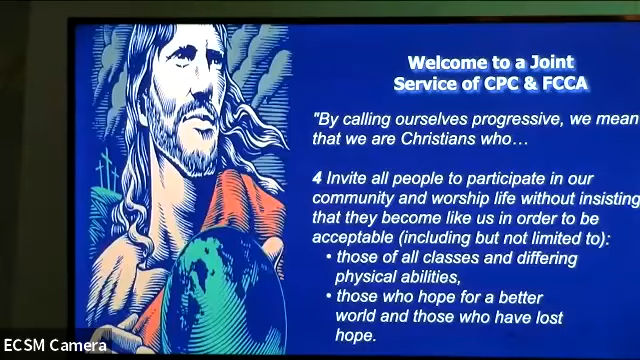 Welcome to a Joint
Service of CPC & FCCA
"By calling ourselves progressive, we mean
that we are Christians who…
4 Invite all people to participate in our
community and worship life without insisting
that they become like us in order to be
acceptable (including but not limited to):
• those of all classes and differing
physical abilities,
• those who hope for a better
world and those who have lost
hope.
ECSM Camera